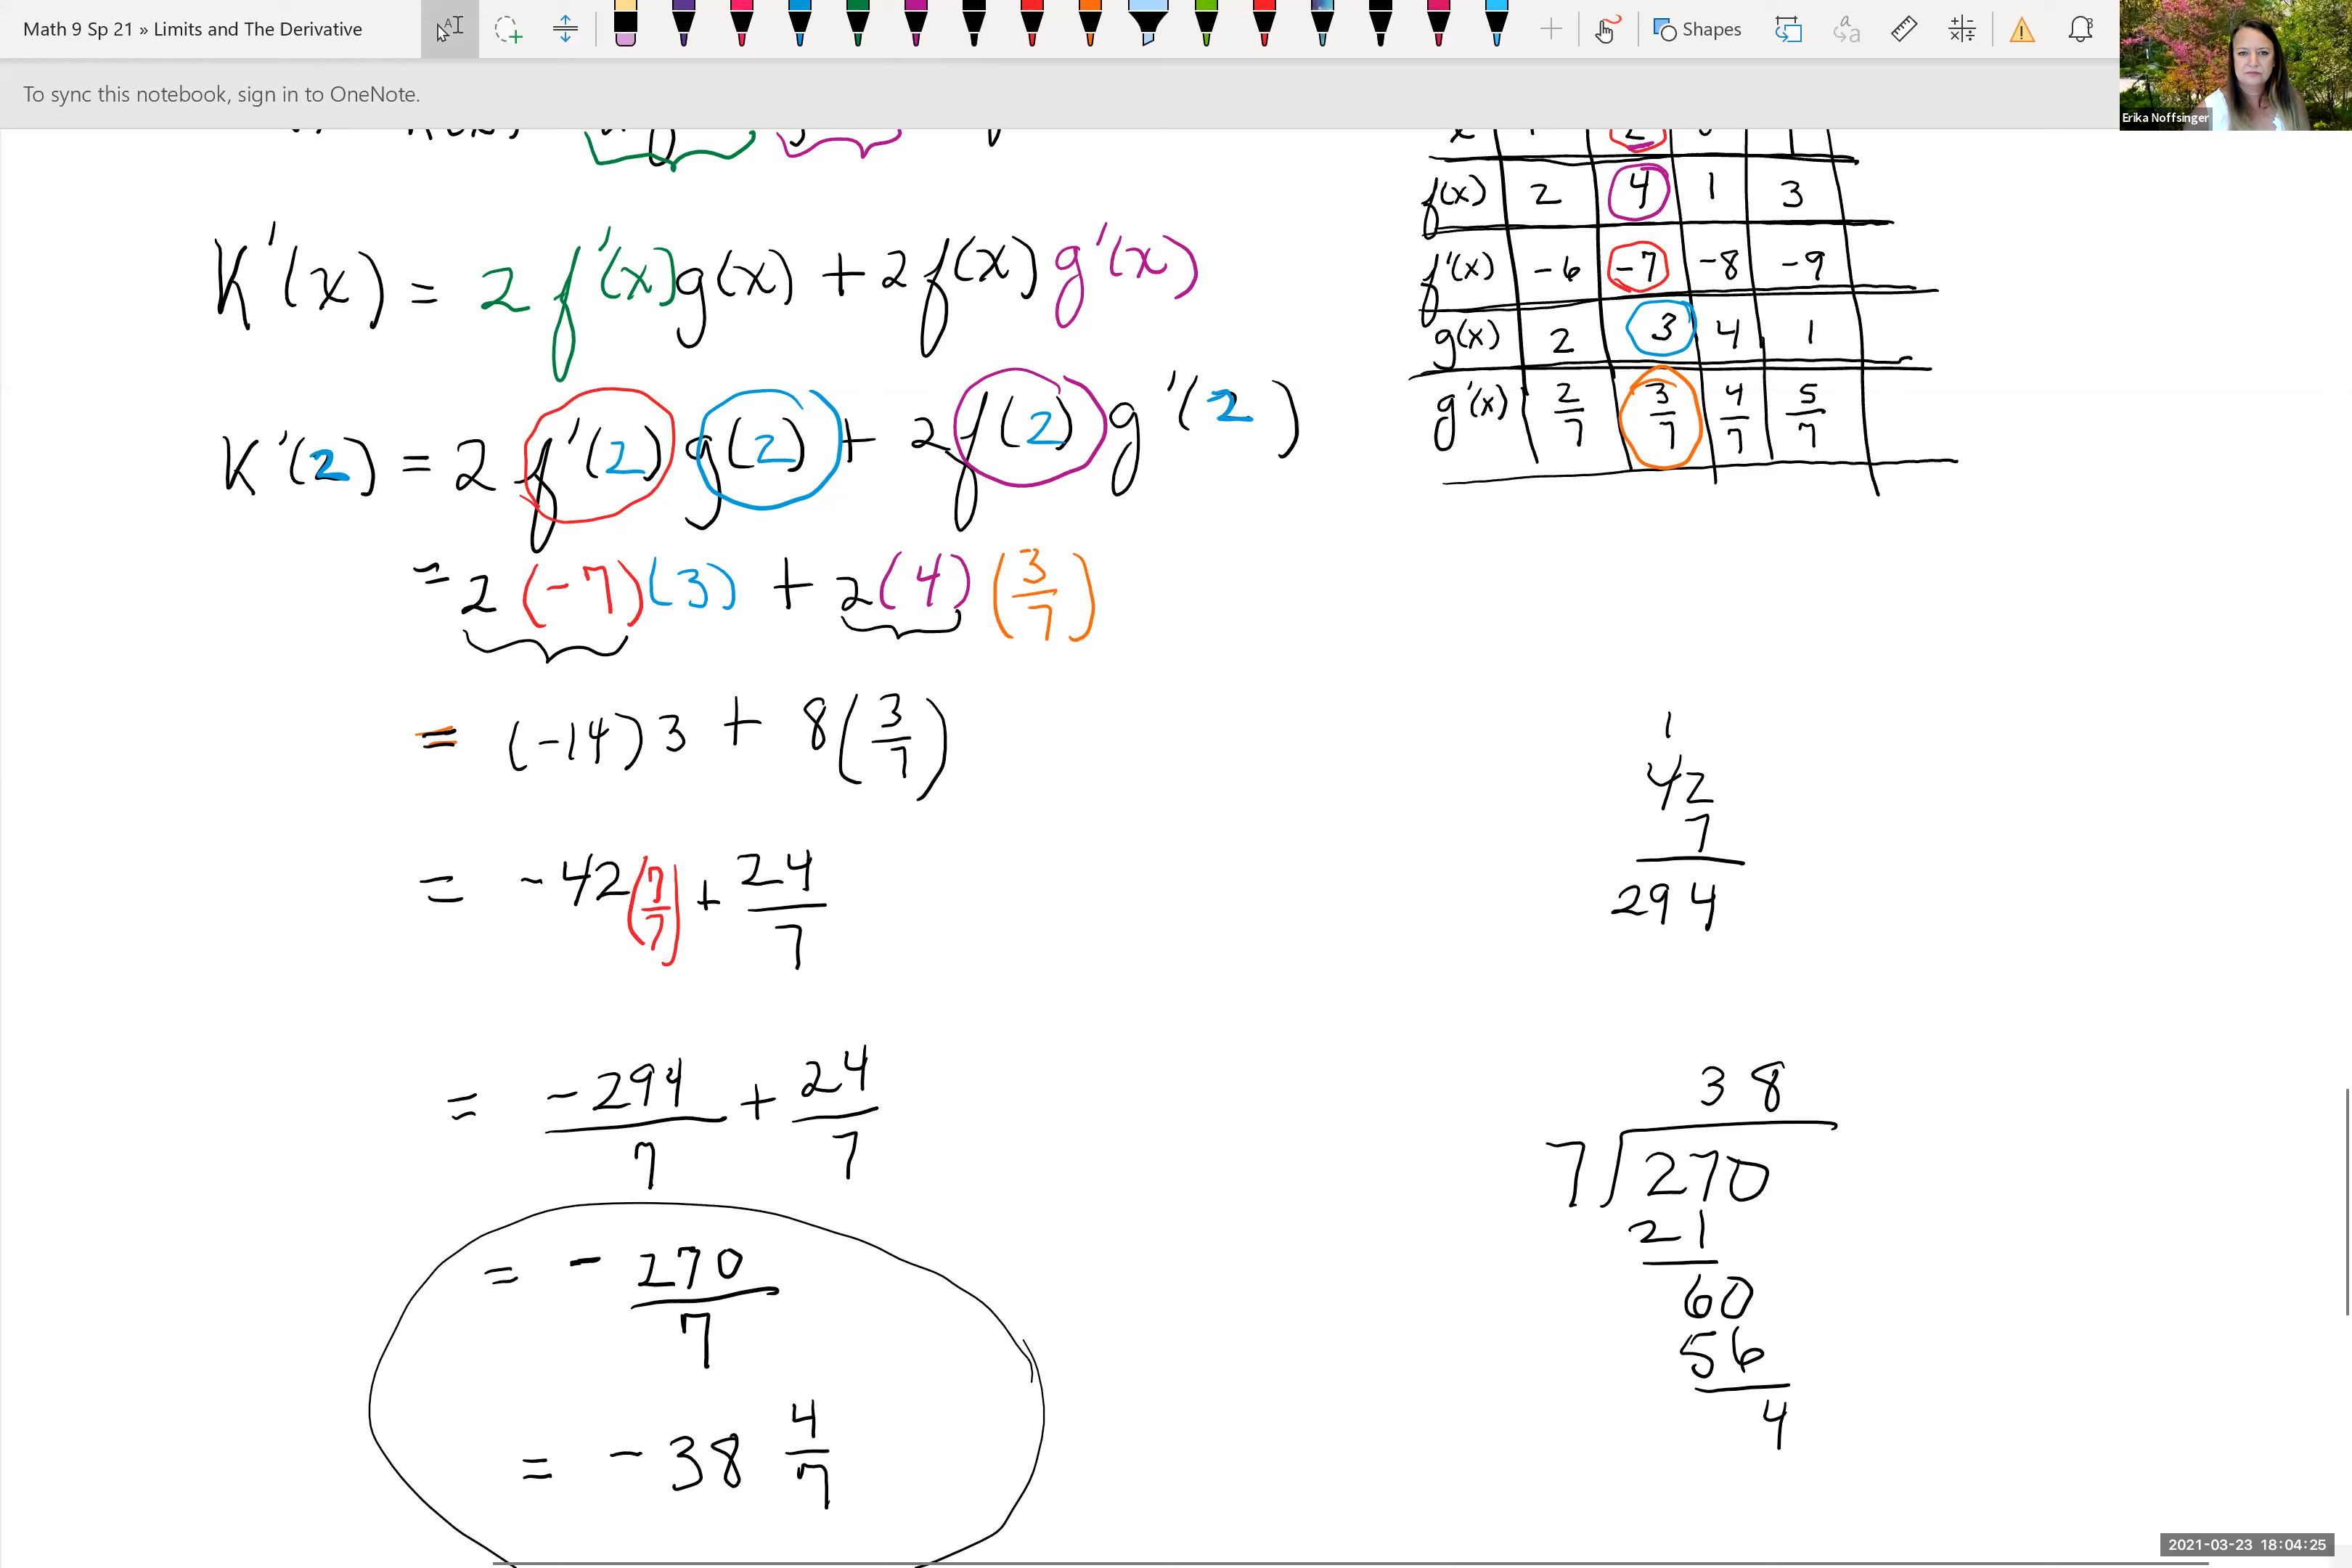 Math 9 Sp 21 » Limits and The Derivative
Shapes
To sync this notebook, sign in to OneNote.
Erika Noffsinger
f(x) 2 4 1 3
f'(x) -6 -7 -8 -9
g(x) 2 3 4 1
g'(x) 2/7 3/7 4/7 5/7
K'(x) = 2f'(x)g(x) + 2f(x)g'(x)
K'(2) = 2f'(2)g(2) + 2f(2)g'(2)
= 2(-7)(3) + 2(4)(3/7)
= (-14)3 + 8(3/7)
= -42(7/7) + 24/7
= -294/7 + 24/7
= - 270/7
= - 38 4/7
1
42
7
294
38
7)270
21
60
56
4
2021-03-23 18:04:25